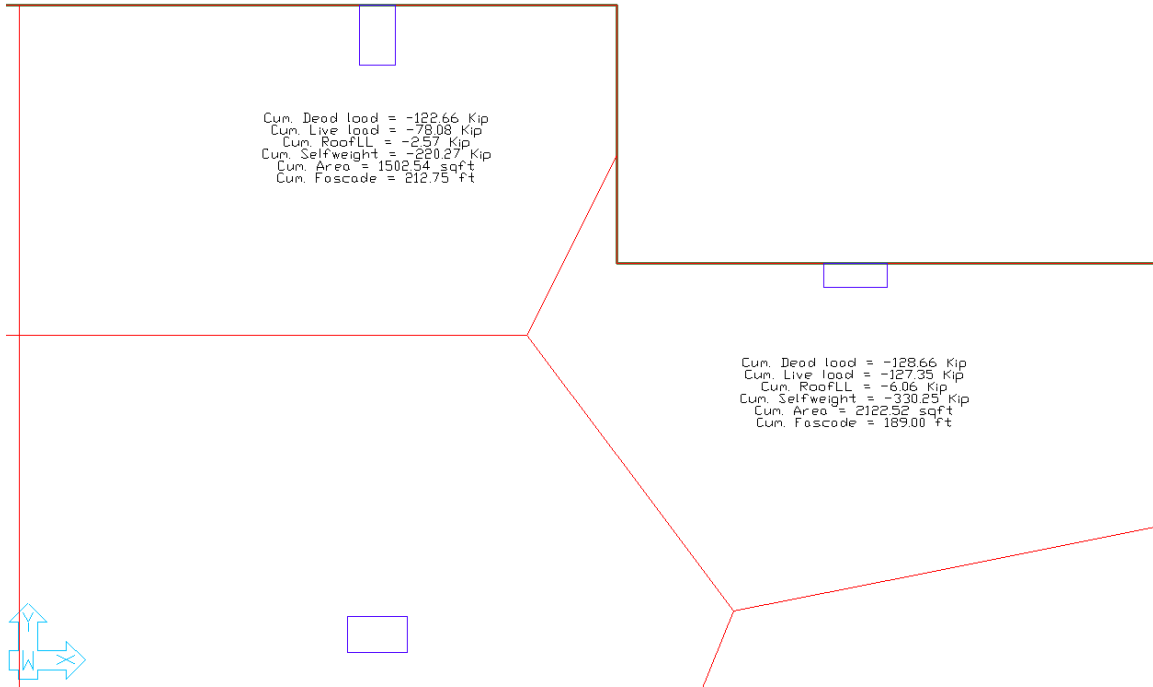 Cum. Dead load = -122.66 Kip
Cum. Live load = -78.08 Kip
Cum. RoofLL = -2.57 Kip
Cum. Selfweight = -220.27 Kip
Cum. Area = 1502.54 sqft
Cum. Fascade = 212.75 ft
Cum. Dead load = -128.66 Kip
Cum. Live load = -127.35 Kip
Cum. RoofLL = -6.06 Kip
Cum. Selfweight = -330.25 Kip
Cum. Area = 2122.52 sqft
Cum. Fascade = 189.00 ft
Y
W X